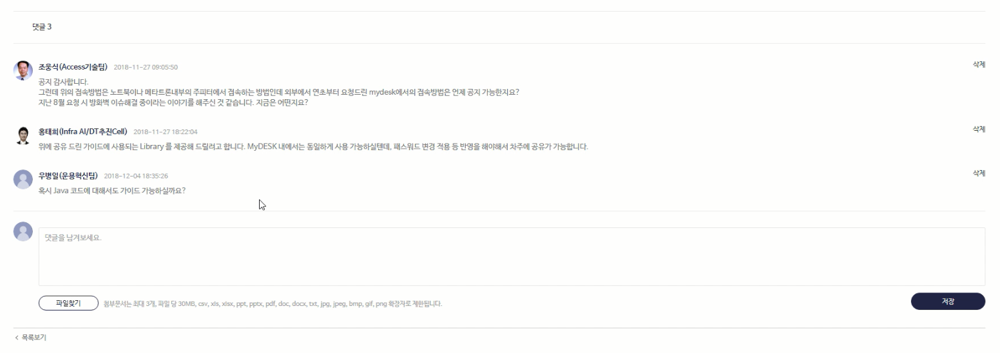 댓글 3
조웅식(Access기술팀) 2018-11-27 09:05:50 삭제
공지 감사합니다.
그런데 위의 접속방법은 노트북이나 메타트론내부의 주피터에서 접속하는 방법인데 외부에서 연초부터 요청드린 mydesk에서의 접속방법은 언제 공지 가능한지요?
지난 8월 요청 시 방화벽 이슈해결 중이라는 이야기를 해주신 것 같습니다. 지금은 어떤지요?
홍태희(Infra AI/DT추진Cell) 2018-11-27 18:22:04 삭제
위에 공유 드린 가이드에 사용되는 Library 를 제공해 드릴려고 합니다. MyDESK 내에서는 동일하게 사용 가능하실텐데, 패스워드 변경 적용 등 반영을 해야해서 차주에 공유가 가능합니다.
우병일(운용혁신팀) 2018-12-04 18:35:26 삭제
혹시 Java 코드에 대해서도 가이드 가능하실까요?
댓글을 남겨보세요.
파일찾기 첨부문서는 최대 3개, 파일 당 30MB, csv, xls, xlsx, ppt, pptx, pdf, doc, docx, txt, jpg, jpeg, bmp, gif, png 확장자로 제한됩니다. 저장
< 목록보기